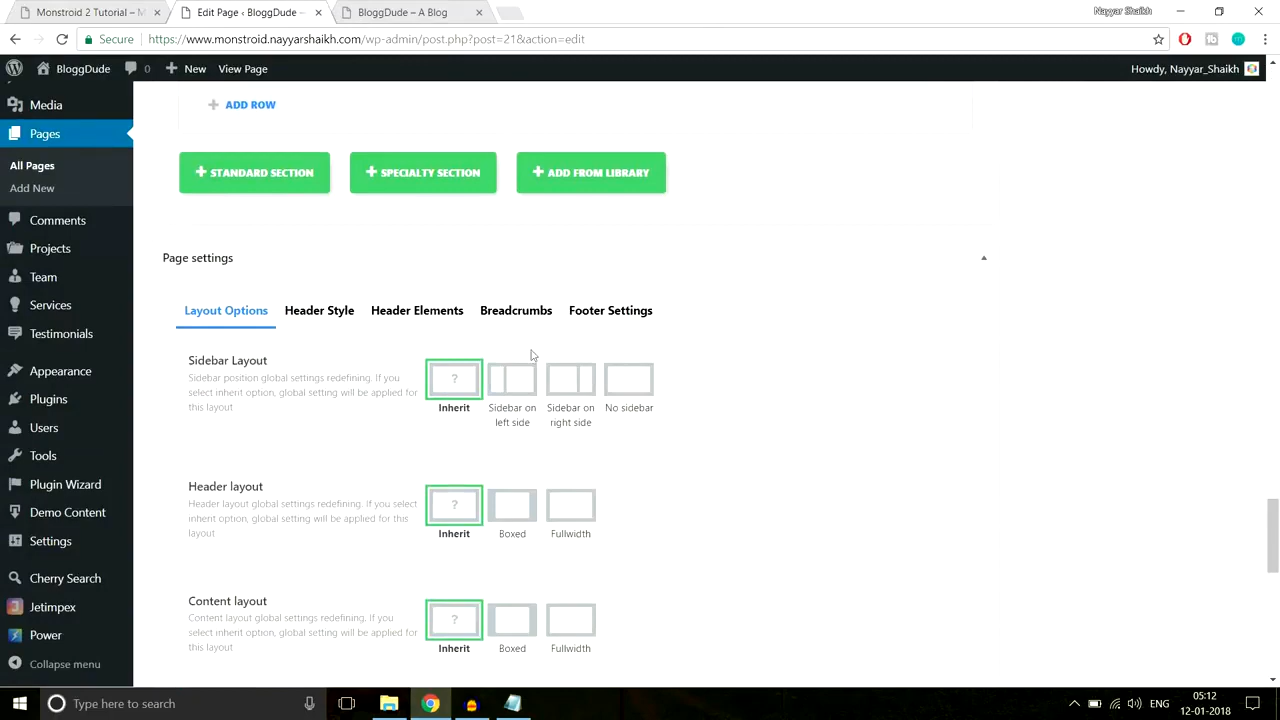 Monstroid 2 Tutorial – M
Edit Page ‹ BloggDude —
BloggDude – A Blog
Nayyar Shaikh
Secure
https://www.monstroid.nayyarshaikh.com/wp-admin/post.php?post=21&action=edit
BloggDude
0
New
View Page
Howdy, Nayyar_Shaikh
Media
Pages
All Pages
Add New
Comments
Projects
Team
Services
Testimonials
Appearance
Plugins
Users
Tools
Plugin Wizard
Demo Content
Settings
Cherry Search
Jetimpex
Power
Collapse menu
ADD ROW
STANDARD SECTION
SPECIALTY SECTION
ADD FROM LIBRARY
Page settings
Layout Options
Header Style
Header Elements
Breadcrumbs
Footer Settings
Sidebar Layout
Sidebar position global settings redefining. If you
select inherit option, global setting will be applied for
this layout
?
Inherit
Sidebar on
left side
Sidebar on
right side
No sidebar
Header layout
Header layout global settings redefining. If you select
inherit option, global setting will be applied for this
layout
?
Inherit
Boxed
Fullwidth
Content layout
Content layout global settings redefining. If you
select inherit option, global setting will be applied for
this layout
?
Inherit
Boxed
Fullwidth
Type here to search
ENG
05:12
12-01-2018